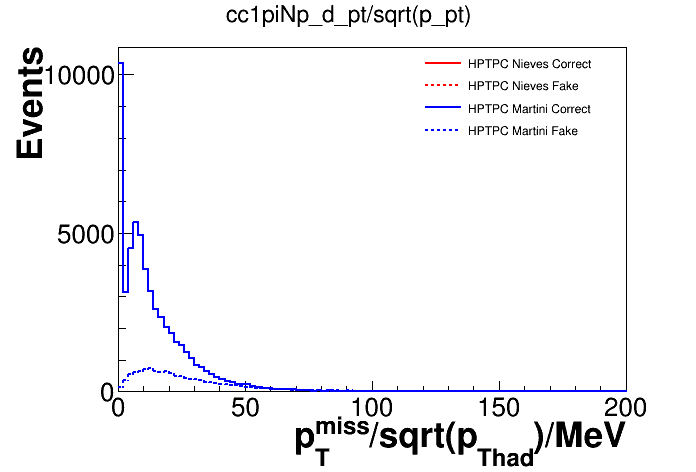 cc1piNp_d_pt/sqrt(p_pt)
Events
10000
5000
0
HPTPC Nieves Correct
HPTPC Nieves Fake
HPTPC Martini Correct
HPTPC Martini Fake
0 50 100 150 200
p_T^miss/sqrt(p_Thad)/MeV